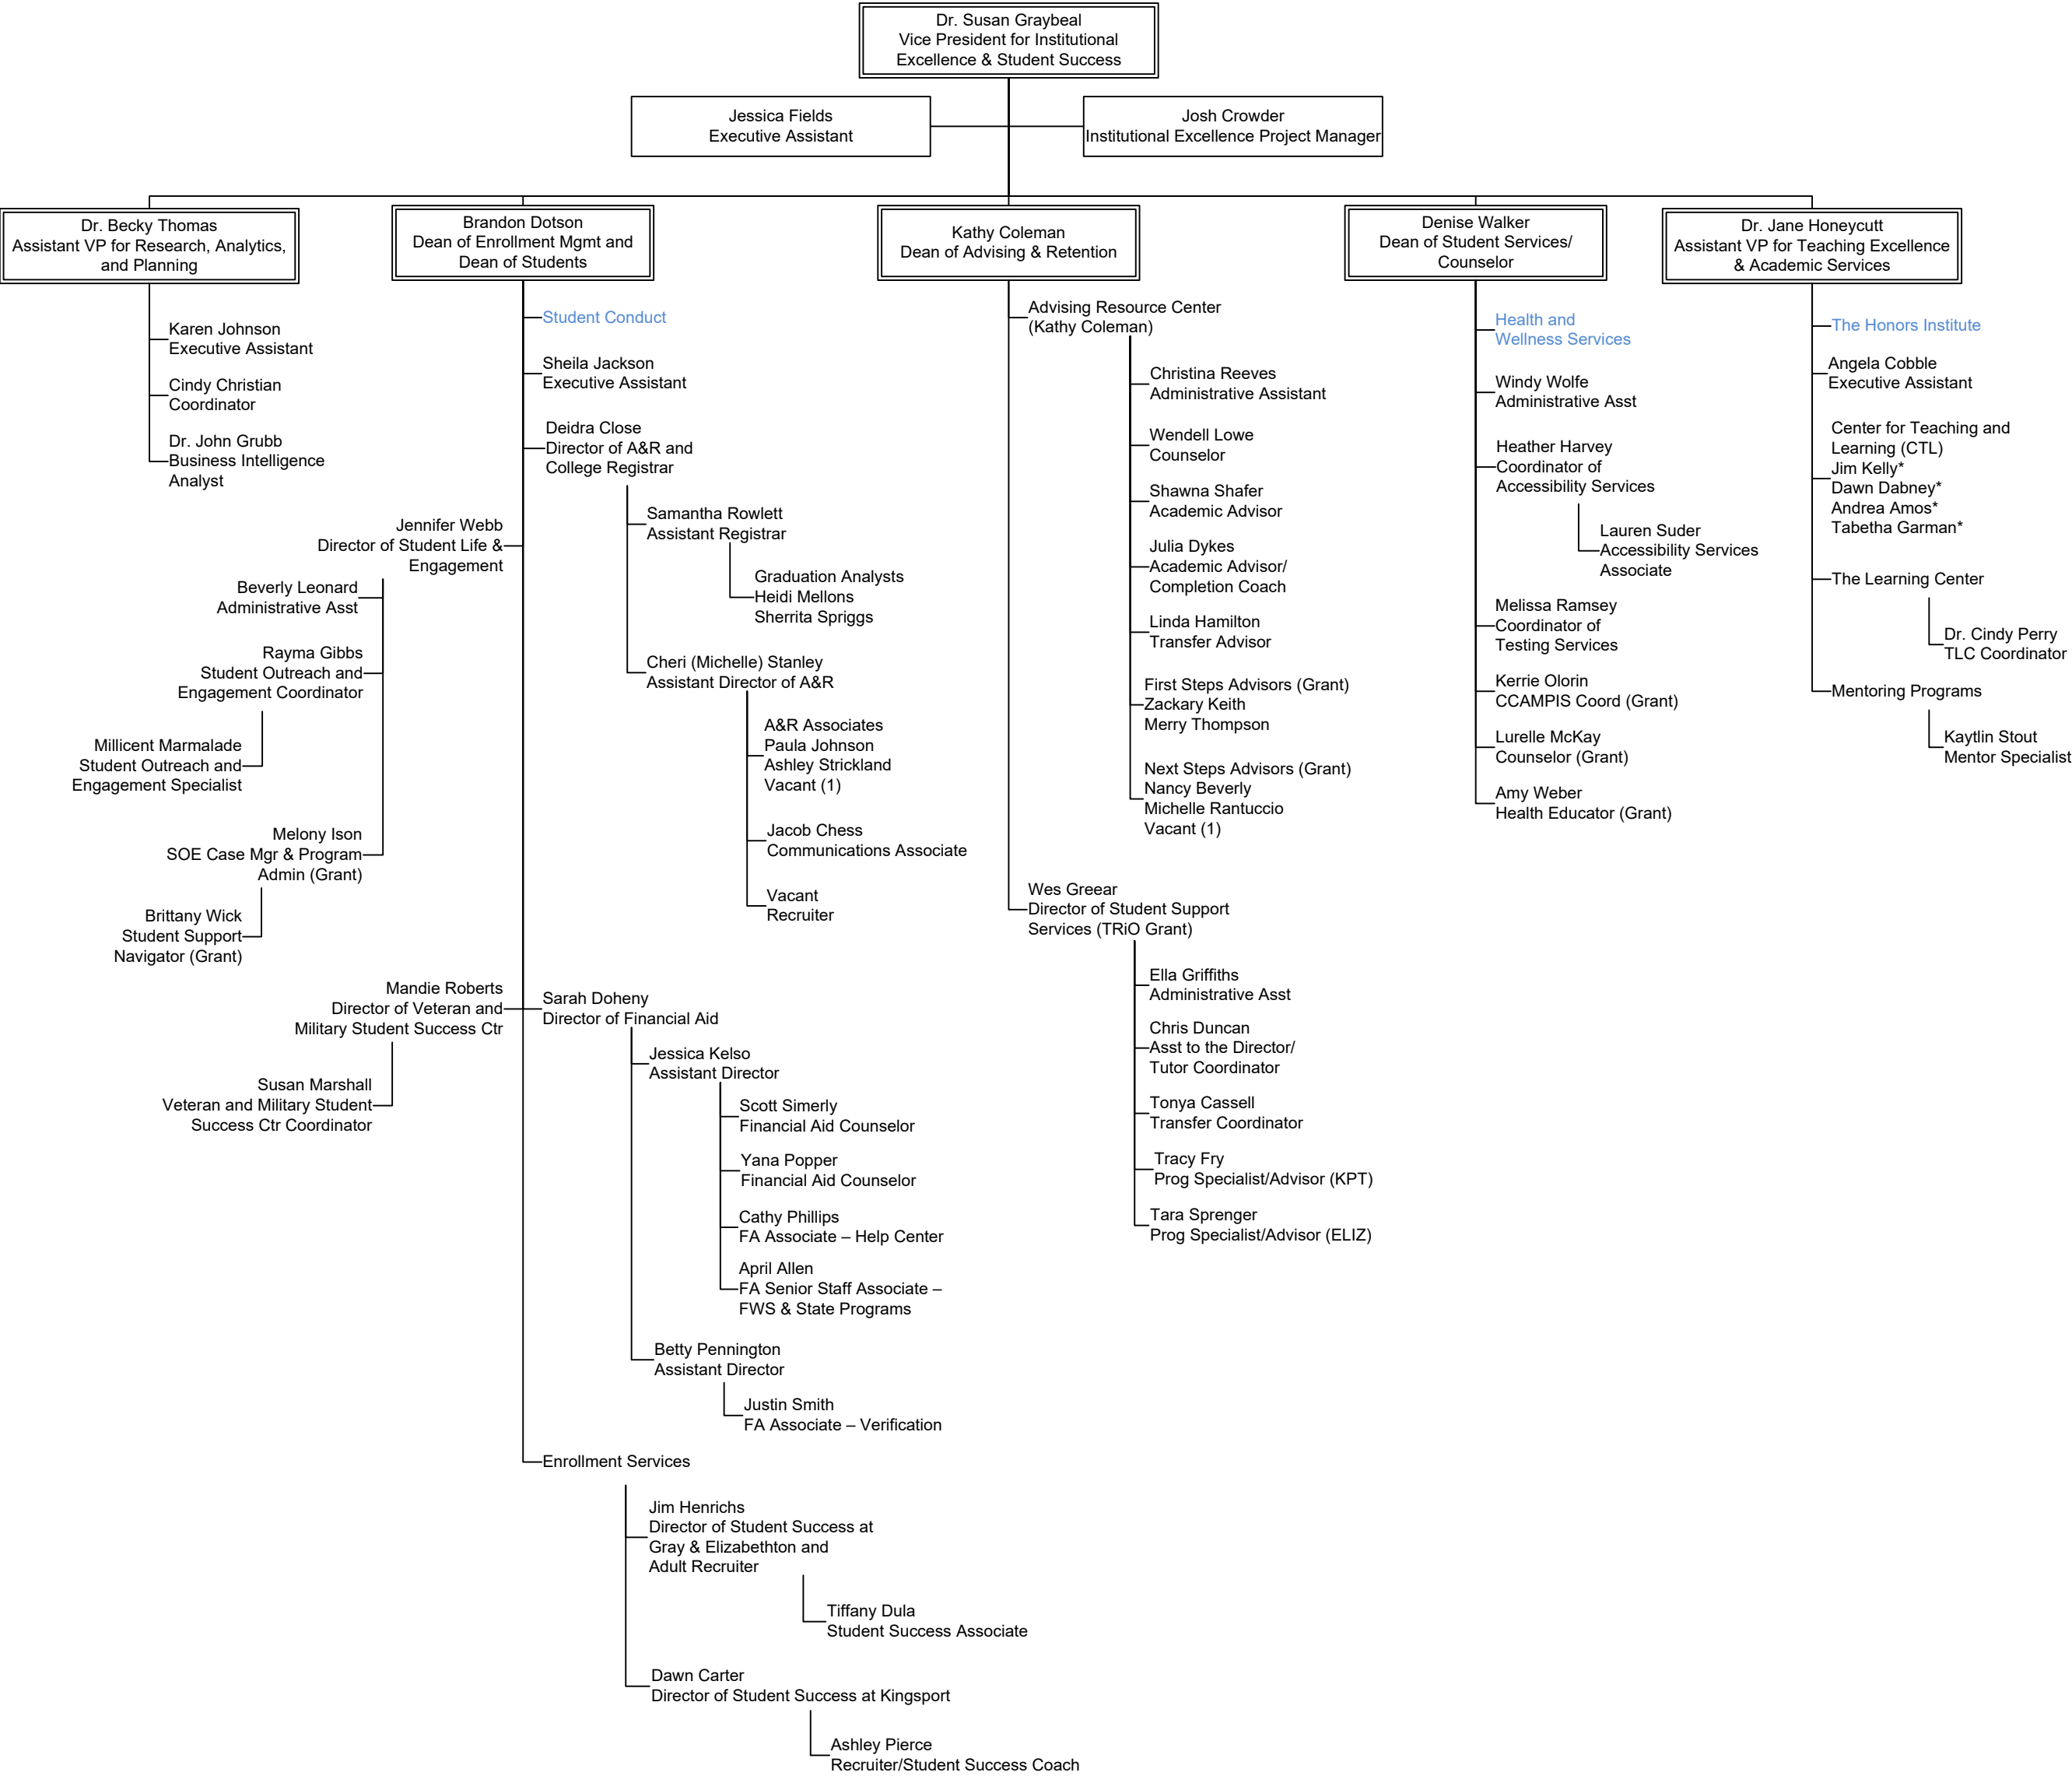 Dr. Susan Graybeal
Vice President for Institutional
Excellence & Student Success
Jessica Fields
Executive Assistant
Josh Crowder
Institutional Excellence Project Manager
Dr. Becky Thomas
Assistant VP for Research, Analytics,
and Planning
Karen Johnson
Executive Assistant
Cindy Christian
Coordinator
Dr. John Grubb
Business Intelligence
Analyst
Brandon Dotson
Dean of Enrollment Mgmt and
Dean of Students
Student Conduct
Sheila Jackson
Executive Assistant
Deidra Close
Director of A&R and
College Registrar
Samantha Rowlett
Assistant Registrar
Graduation Analysts
Heidi Mellons
Sherrita Spriggs
Cheri (Michelle) Stanley
Assistant Director of A&R
A&R Associates
Paula Johnson
Ashley Strickland
Vacant (1)
Jacob Chess
Communications Associate
Vacant
Recruiter
Jennifer Webb
Director of Student Life &
Engagement
Beverly Leonard
Administrative Asst
Rayma Gibbs
Student Outreach and
Engagement Coordinator
Millicent Marmalade
Student Outreach and
Engagement Specialist
Melony Ison
SOE Case Mgr & Program
Admin (Grant)
Brittany Wick
Student Support
Navigator (Grant)
Mandie Roberts
Director of Veteran and
Military Student Success Ctr
Susan Marshall
Veteran and Military Student
Success Ctr Coordinator
Sarah Doheny
Director of Financial Aid
Jessica Kelso
Assistant Director
Scott Simerly
Financial Aid Counselor
Yana Popper
Financial Aid Counselor
Cathy Phillips
FA Associate – Help Center
April Allen
FA Senior Staff Associate –
FWS & State Programs
Betty Pennington
Assistant Director
Justin Smith
FA Associate – Verification
Enrollment Services
Jim Henrichs
Director of Student Success at
Gray & Elizabethton and
Adult Recruiter
Tiffany Dula
Student Success Associate
Dawn Carter
Director of Student Success at Kingsport
Ashley Pierce
Recruiter/Student Success Coach
Kathy Coleman
Dean of Advising & Retention
Advising Resource Center
(Kathy Coleman)
Christina Reeves
Administrative Assistant
Wendell Lowe
Counselor
Shawna Shafer
Academic Advisor
Julia Dykes
Academic Advisor/
Completion Coach
Linda Hamilton
Transfer Advisor
First Steps Advisors (Grant)
Zackary Keith
Merry Thompson
Next Steps Advisors (Grant)
Nancy Beverly
Michelle Rantuccio
Vacant (1)
Wes Greear
Director of Student Support
Services (TRiO Grant)
Ella Griffiths
Administrative Asst
Chris Duncan
Asst to the Director/
Tutor Coordinator
Tonya Cassell
Transfer Coordinator
Tracy Fry
Prog Specialist/Advisor (KPT)
Tara Sprenger
Prog Specialist/Advisor (ELIZ)
Denise Walker
Dean of Student Services/
Counselor
Health and
Wellness Services
Windy Wolfe
Administrative Asst
Heather Harvey
Coordinator of
Accessibility Services
Lauren Suder
Accessibility Services
Associate
Melissa Ramsey
Coordinator of
Testing Services
Kerrie Olorin
CCAMPIS Coord (Grant)
Lurelle McKay
Counselor (Grant)
Amy Weber
Health Educator (Grant)
Dr. Jane Honeycutt
Assistant VP for Teaching Excellence
& Academic Services
The Honors Institute
Angela Cobble
Executive Assistant
Center for Teaching and
Learning (CTL)
Jim Kelly*
Dawn Dabney*
Andrea Amos*
Tabetha Garman*
The Learning Center
Dr. Cindy Perry
TLC Coordinator
Mentoring Programs
Kaytlin Stout
Mentor Specialist